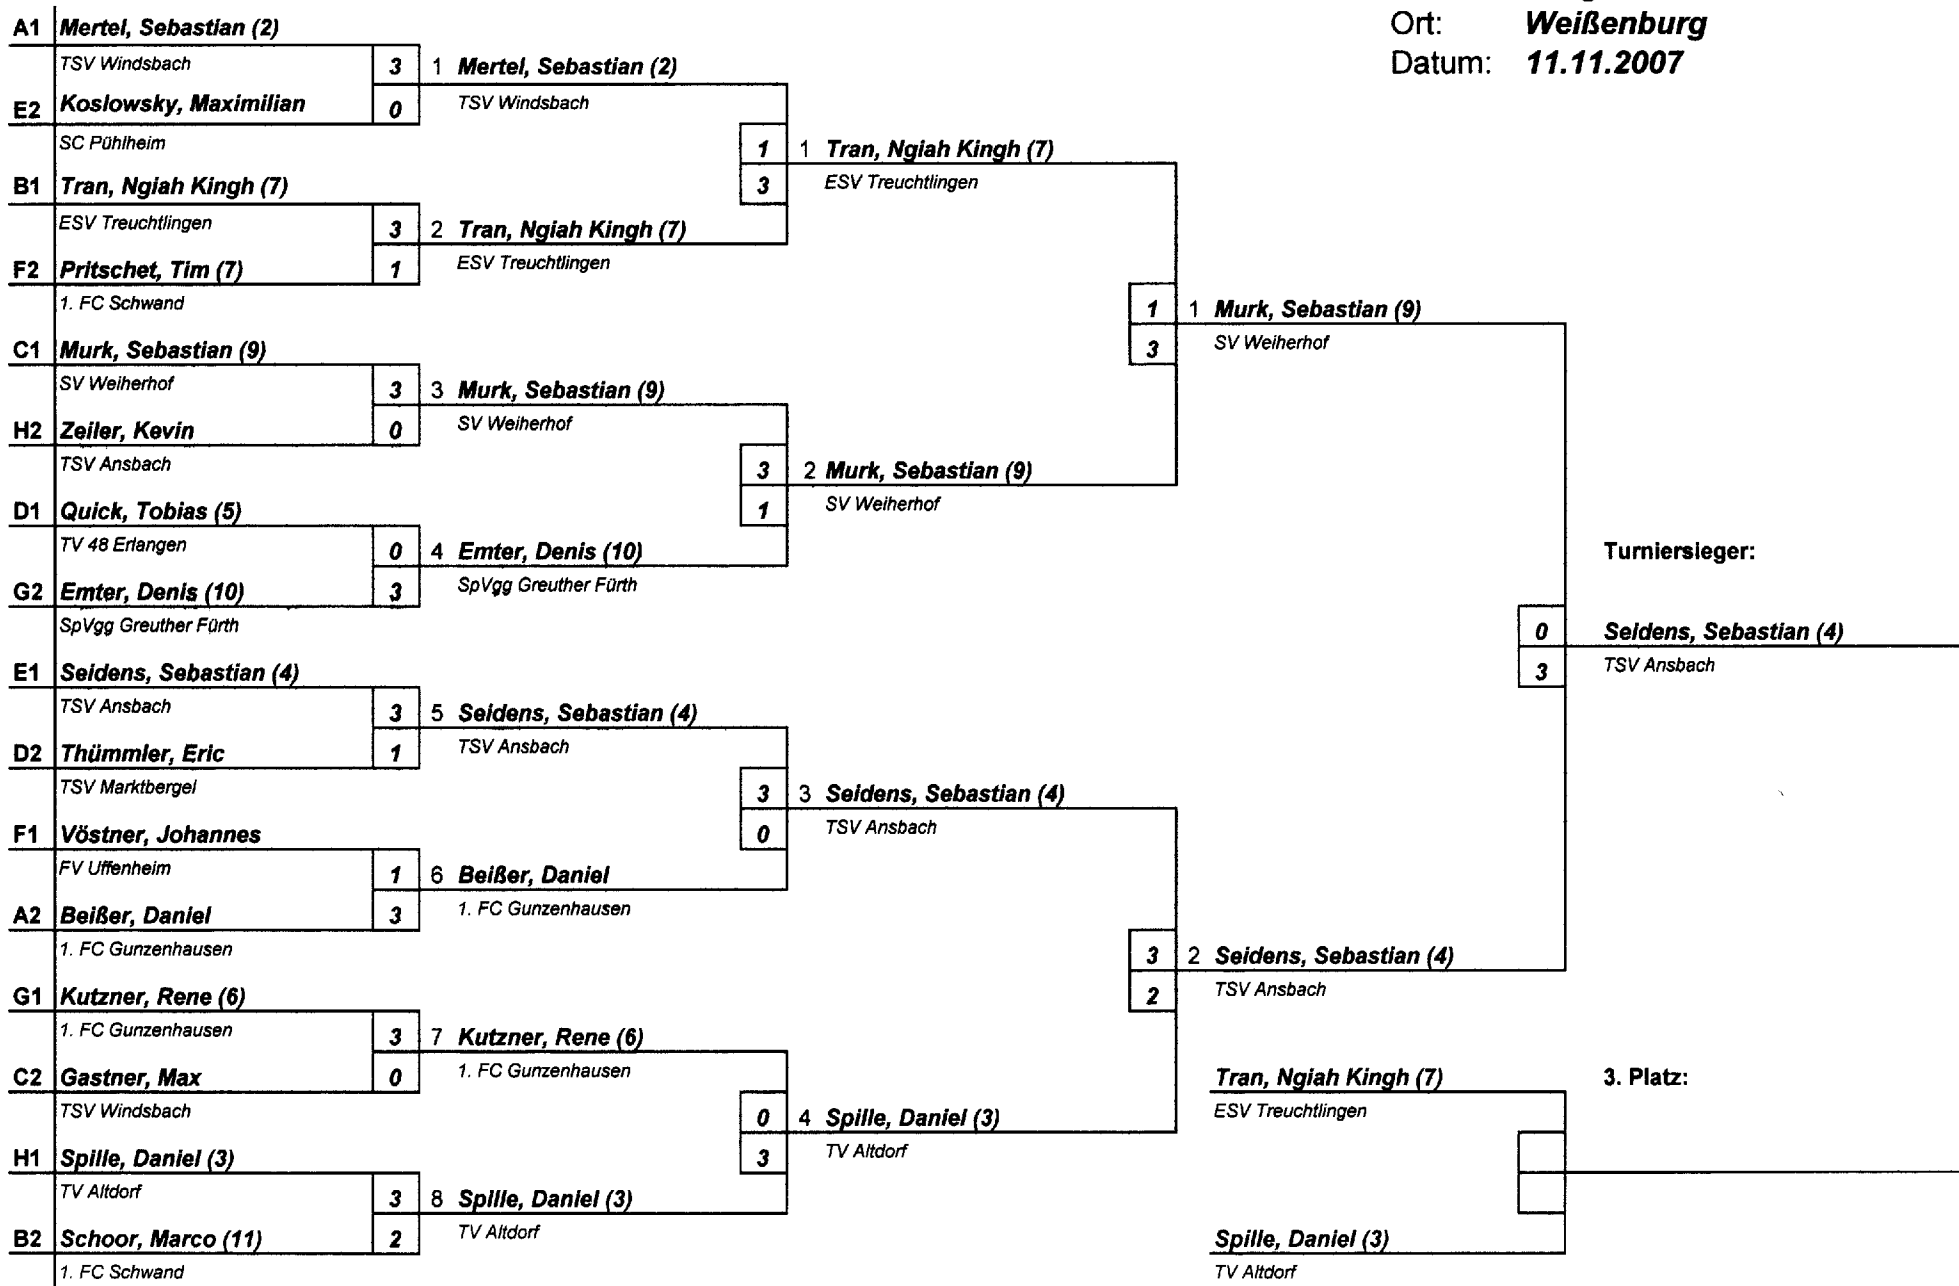 Ort: Weißenburg
Datum: 11.11.2007
A1 Mertel, Sebastian (2)
TSV Windsbach
3 1 Mertel, Sebastian (2)
E2 Koslowsky, Maximilian 0
TSV Windsbach
SC Pühlheim
1 1 Tran, Ngiah Kingh (7)
B1 Tran, Ngiah Kingh (7)
3 ESV Treuchtlingen
ESV Treuchtlingen
3 2 Tran, Ngiah Kingh (7)
F2 Pritschet, Tim (7) 1
ESV Treuchtlingen
1. FC Schwand
1 1 Murk, Sebastian (9)
C1 Murk, Sebastian (9)
3 SV Weiherhof
SV Weiherhof
3 3 Murk, Sebastian (9)
H2 Zeiler, Kevin 0
SV Weiherhof
TSV Ansbach
3 2 Murk, Sebastian (9)
D1 Quick, Tobias (5)
1 SV Weiherhof
TV 48 Erlangen
0 4 Emter, Denis (10)
Turniersieger:
G2 Emter, Denis (10) 3
SpVgg Greuther Fürth
SpVgg Greuther Fürth
0 Seidens, Sebastian (4)
3 TSV Ansbach
E1 Seidens, Sebastian (4)
TSV Ansbach
3 5 Seidens, Sebastian (4)
D2 Thümmler, Eric 1
TSV Ansbach
TSV Marktbergel
3 3 Seidens, Sebastian (4)
F1 Vöstner, Johannes
0 TSV Ansbach
FV Uffenheim
1 6 Beißer, Daniel
A2 Beißer, Daniel 3
1. FC Gunzenhausen
1. FC Gunzenhausen
3 2 Seidens, Sebastian (4)
2 TSV Ansbach
G1 Kutzner, Rene (6)
1. FC Gunzenhausen
3 7 Kutzner, Rene (6)
C2 Gastner, Max 0
1. FC Gunzenhausen
Tran, Ngiah Kingh (7)
3. Platz:
TSV Windsbach
ESV Treuchtlingen
0 4 Spille, Daniel (3)
H1 Spille, Daniel (3)
3 TV Altdorf
TV Altdorf
3 8 Spille, Daniel (3)
B2 Schoor, Marco (11) 2
TV Altdorf
Spille, Daniel (3)
1. FC Schwand
TV Altdorf